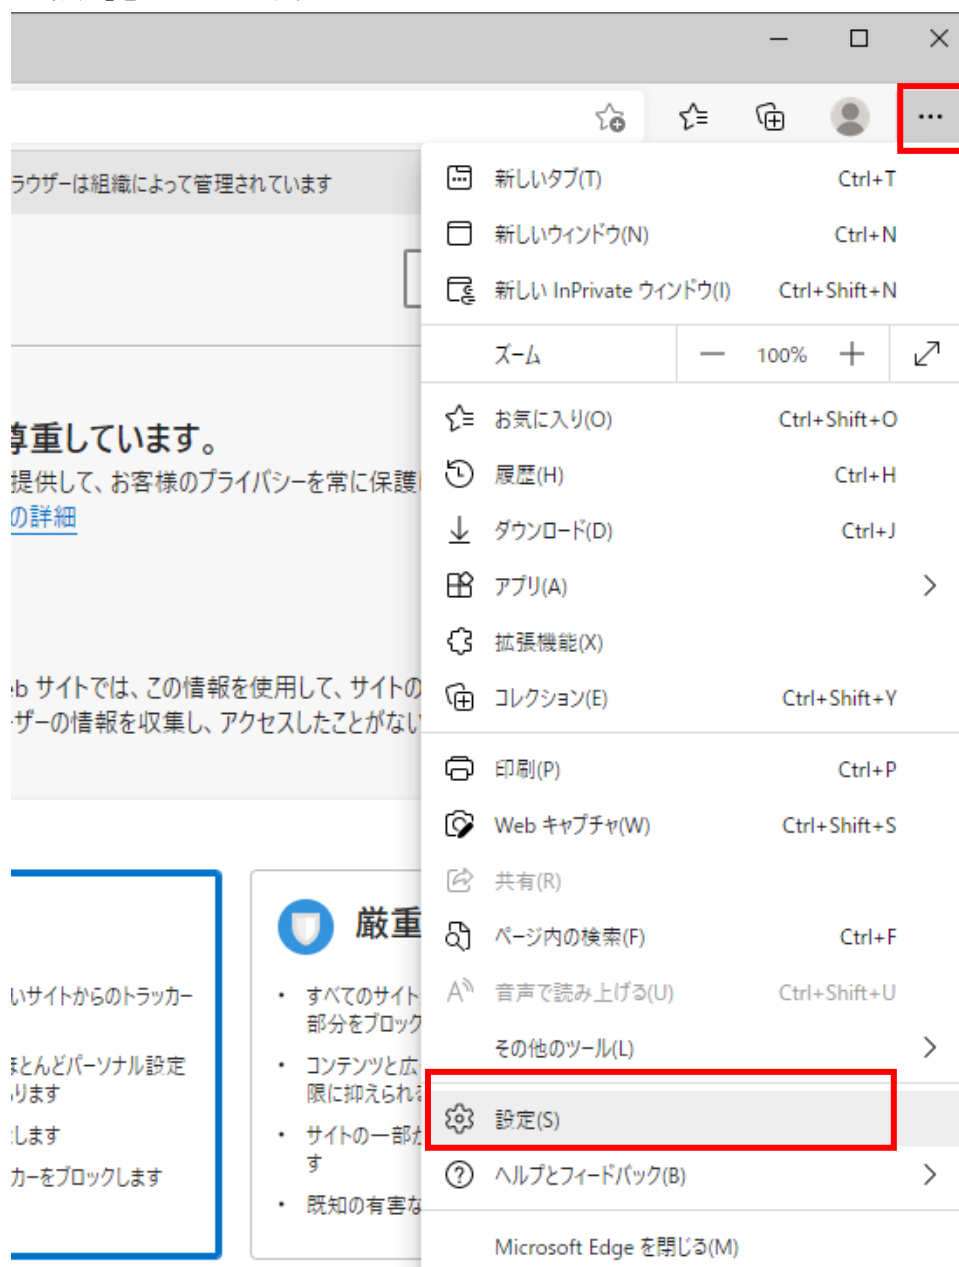 ラウザーは組織によって管理されています
新しいタブ(T) Ctrl+T
新しいウィンドウ(N) Ctrl+N
新しい InPrivate ウィンドウ(I) Ctrl+Shift+N
ズーム — 100% +
お気に入り(O) Ctrl+Shift+O
履歴(H) Ctrl+H
ダウンロード(D) Ctrl+J
アプリ(A)
拡張機能(X)
コレクション(E) Ctrl+Shift+Y
印刷(P) Ctrl+P
Web キャプチャ(W) Ctrl+Shift+S
共有(R)
ページ内の検索(F) Ctrl+F
音声で読み上げる(U) Ctrl+Shift+U
その他のツール(L)
設定(S)
ヘルプとフィードバック(B)
Microsoft Edge を閉じる(M)
尊重しています。
提供して、お客様のプライバシーを常に保護
の詳細
eb サイトでは、この情報を使用して、サイトの
ーザーの情報を収集し、アクセスしたことがない
いサイトからのトラッカー
ほとんどパーソナル設定
ります
します
カーをブロックします
厳重
• すべてのサイト
部分をブロック
• コンテンツと広
限に抑えられ
• サイトの一部が
す
• 既知の有害な